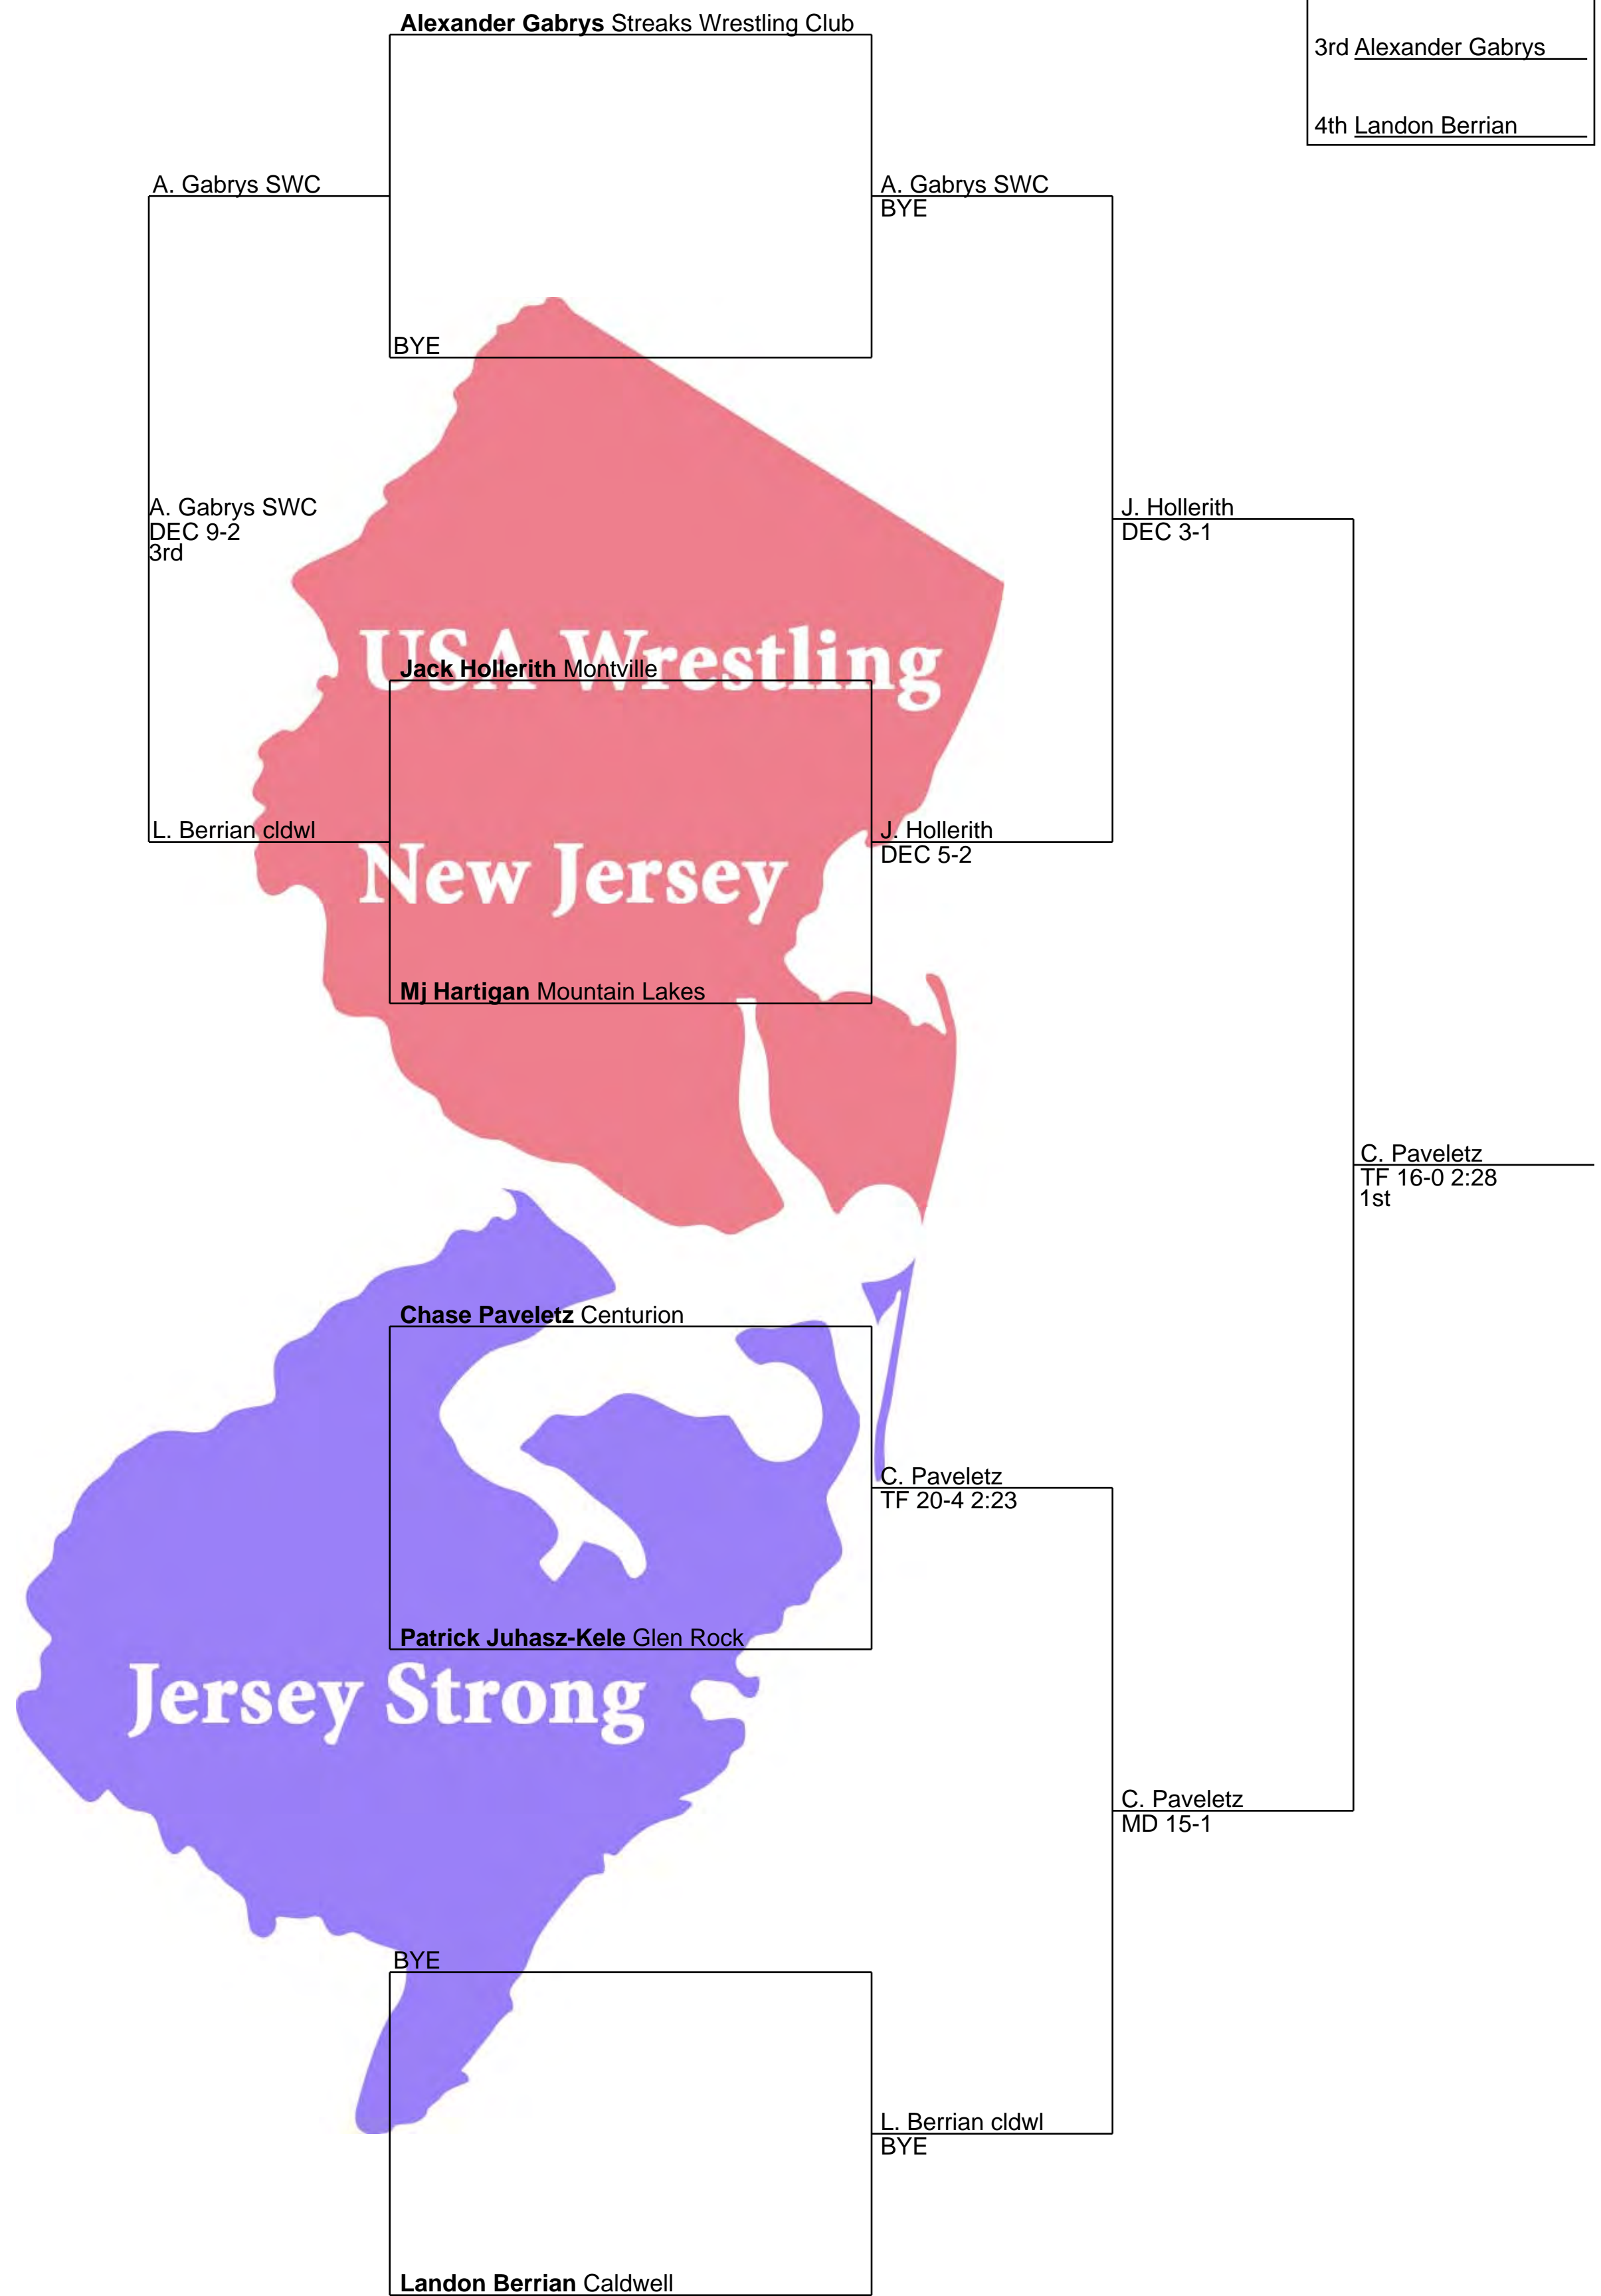 Alexander Gabrys Streaks Wrestling Club
3rd Alexander Gabrys
4th Landon Berrian
A. Gabrys SWC
A. Gabrys SWC
BYE
BYE
A. Gabrys SWC
DEC 9-2
3rd
J. Hollerith
DEC 3-1
USA Wrestling
Jack Hollerith Montville
L. Berrian cldwl
J. Hollerith
DEC 5-2
New Jersey
Mj Hartigan Mountain Lakes
C. Paveletz
TF 16-0 2:28
1st
Chase Paveletz Centurion
C. Paveletz
TF 20-4 2:23
Patrick Juhasz-Kele Glen Rock
Jersey Strong
C. Paveletz
MD 15-1
BYE
L. Berrian cldwl
BYE
Landon Berrian Caldwell